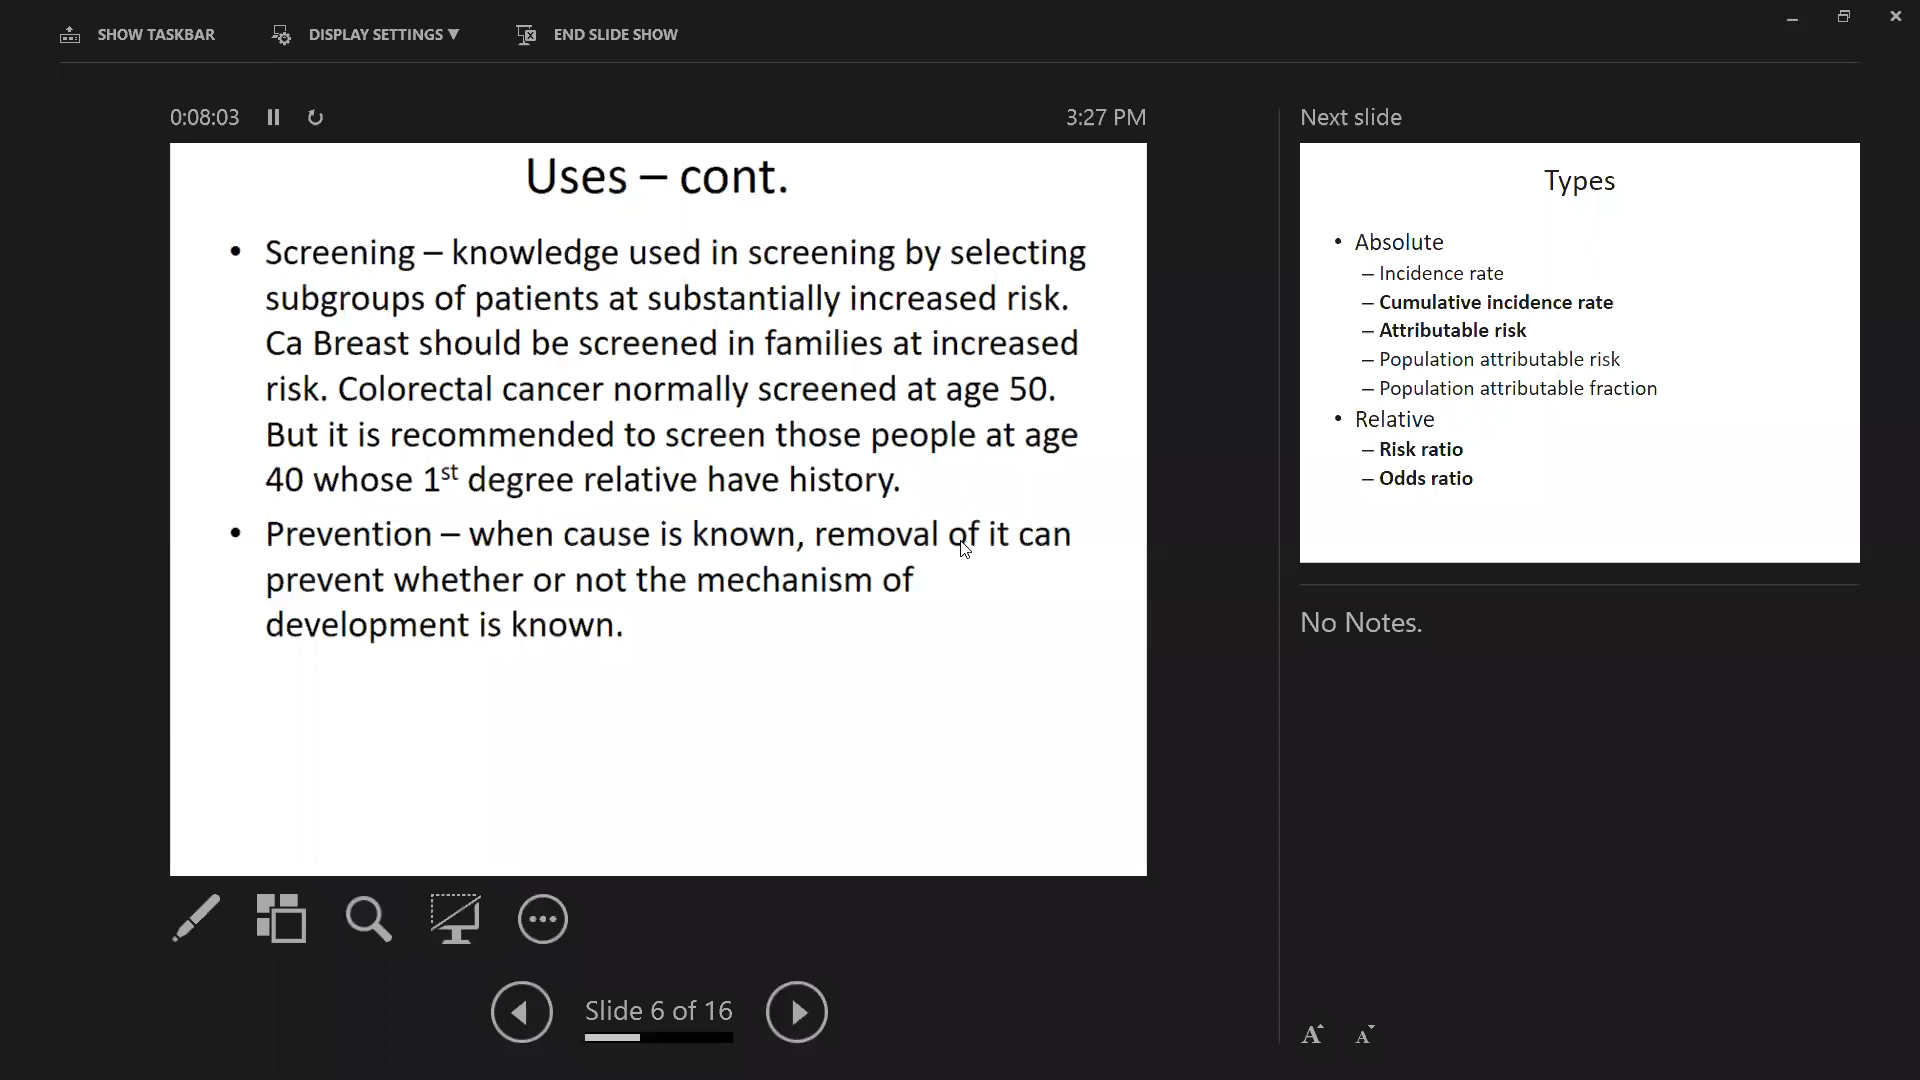 SHOW TASKBAR
DISPLAY SETTINGS ▼
END SLIDE SHOW
0:08:03
3:27 PM
Uses – cont.
• Screening – knowledge used in screening by selecting
subgroups of patients at substantially increased risk.
Ca Breast should be screened in families at increased
risk. Colorectal cancer normally screened at age 50.
But it is recommended to screen those people at age
40 whose 1st degree relative have history.
• Prevention – when cause is known, removal of it can
prevent whether or not the mechanism of
development is known.
Slide 6 of 16
Next slide
Types
• Absolute
– Incidence rate
– Cumulative incidence rate
– Attributable risk
– Population attributable risk
– Population attributable fraction
• Relative
– Risk ratio
– Odds ratio
No Notes.
A A